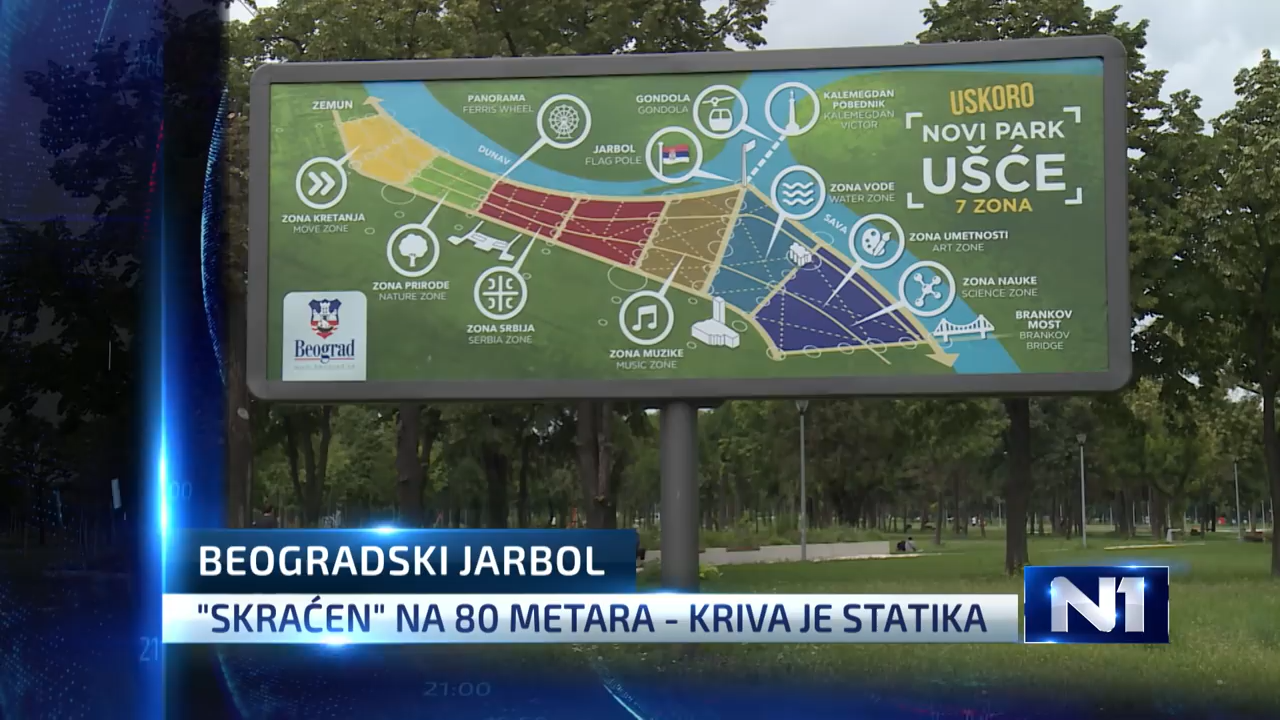 ZEMUN
PANORAMA
FERRIS WHEEL
GONDOLA
GONDOLA
KALEMEGDAN
POBEDNIK
KALEMEGDAN
VICTOR
USKORO
NOVI PARK
UŠĆE
7 ZONA
DUNAV
JARBOL
FLAG POLE
ZONA VODE
WATER ZONE
SAVA
ZONA KRETANJA
MOVE ZONE
ZONA UMETNOSTI
ART ZONE
ZONA PRIRODE
NATURE ZONE
ZONA NAUKE
SCIENCE ZONE
ZONA SRBIJA
SERBIA ZONE
ZONA MUZIKE
MUSIC ZONE
BRANKOV
MOST
BRANKOV
BRIDGE
Beograd
BEOGRADSKI JARBOL
"SKRAĆEN" NA 80 METARA - KRIVA JE STATIKA
N1
21:00